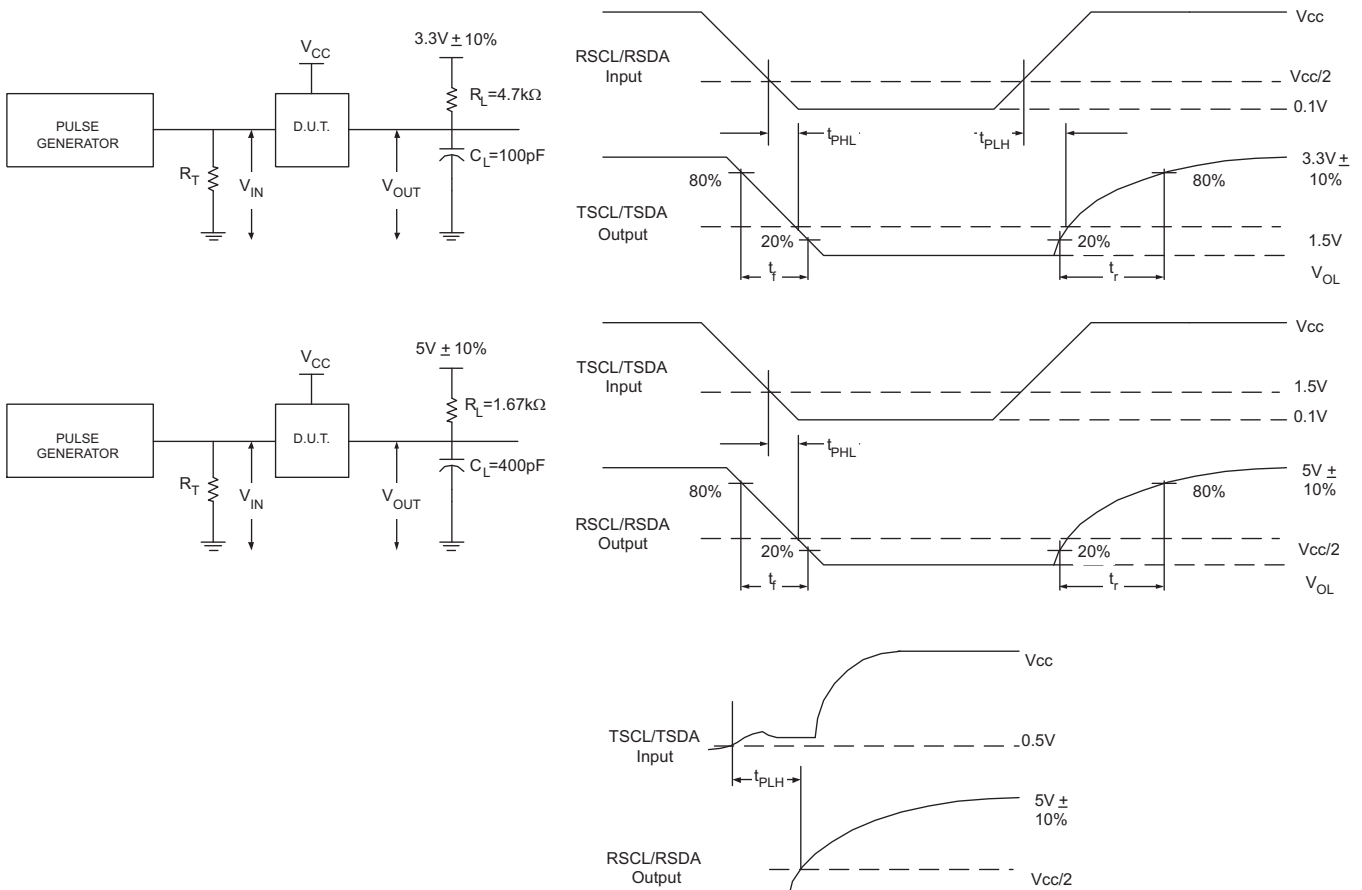 3.3V ± 10%
V_CC
R_L=4.7kΩ
PULSE
GENERATOR
D.U.T.
C_L=100pF
R_T
V_IN
V_OUT
Vcc
RSCL/RSDA
Input
Vcc/2
0.1V
t_PHL
t_PLH
3.3V ±
10%
80%
80%
TSCL/TSDA
Output
20%
20%
1.5V
t_f
t_r
V_OL
5V ± 10%
V_CC
R_L=1.67kΩ
PULSE
GENERATOR
D.U.T.
C_L=400pF
R_T
V_IN
V_OUT
Vcc
TSCL/TSDA
Input
1.5V
0.1V
t_PHL
5V ±
10%
80%
80%
RSCL/RSDA
Output
20%
20%
Vcc/2
t_f
t_r
V_OL
Vcc
TSCL/TSDA
Input
0.5V
t_PLH
5V ±
10%
RSCL/RSDA
Output
Vcc/2